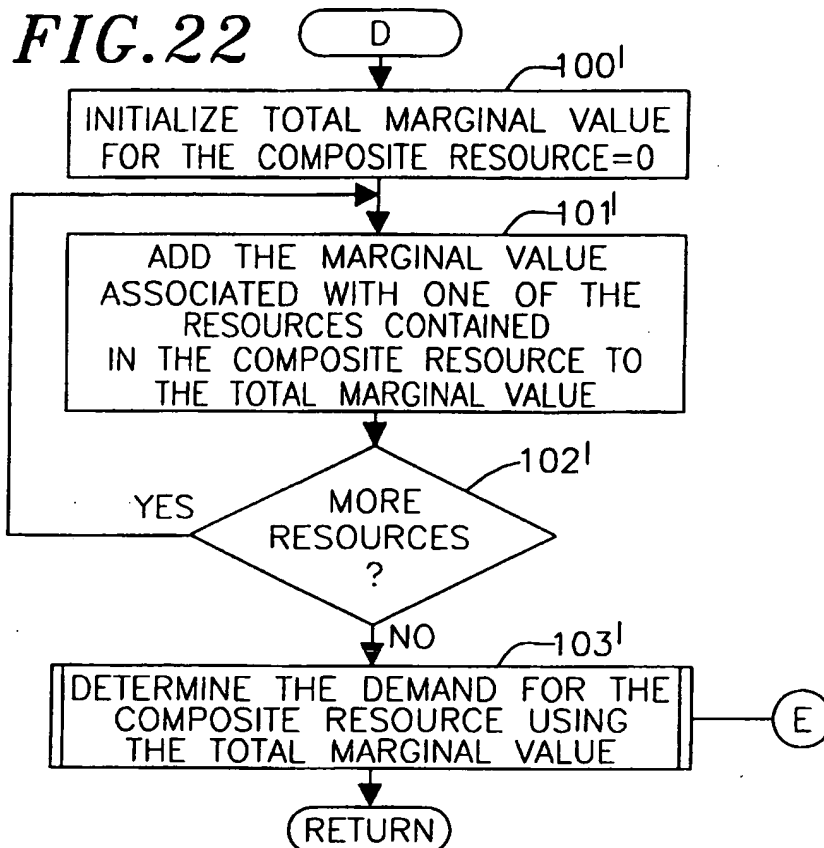 FIG.22
D
100'
INITIALIZE TOTAL MARGINAL VALUE
FOR THE COMPOSITE RESOURCE=0
101'
ADD THE MARGINAL VALUE
ASSOCIATED WITH ONE OF THE
RESOURCES CONTAINED
IN THE COMPOSITE RESOURCE TO
THE TOTAL MARGINAL VALUE
102'
YES
MORE
RESOURCES
?
NO
103'
DETERMINE THE DEMAND FOR THE
COMPOSITE RESOURCE USING
THE TOTAL MARGINAL VALUE
E
RETURN